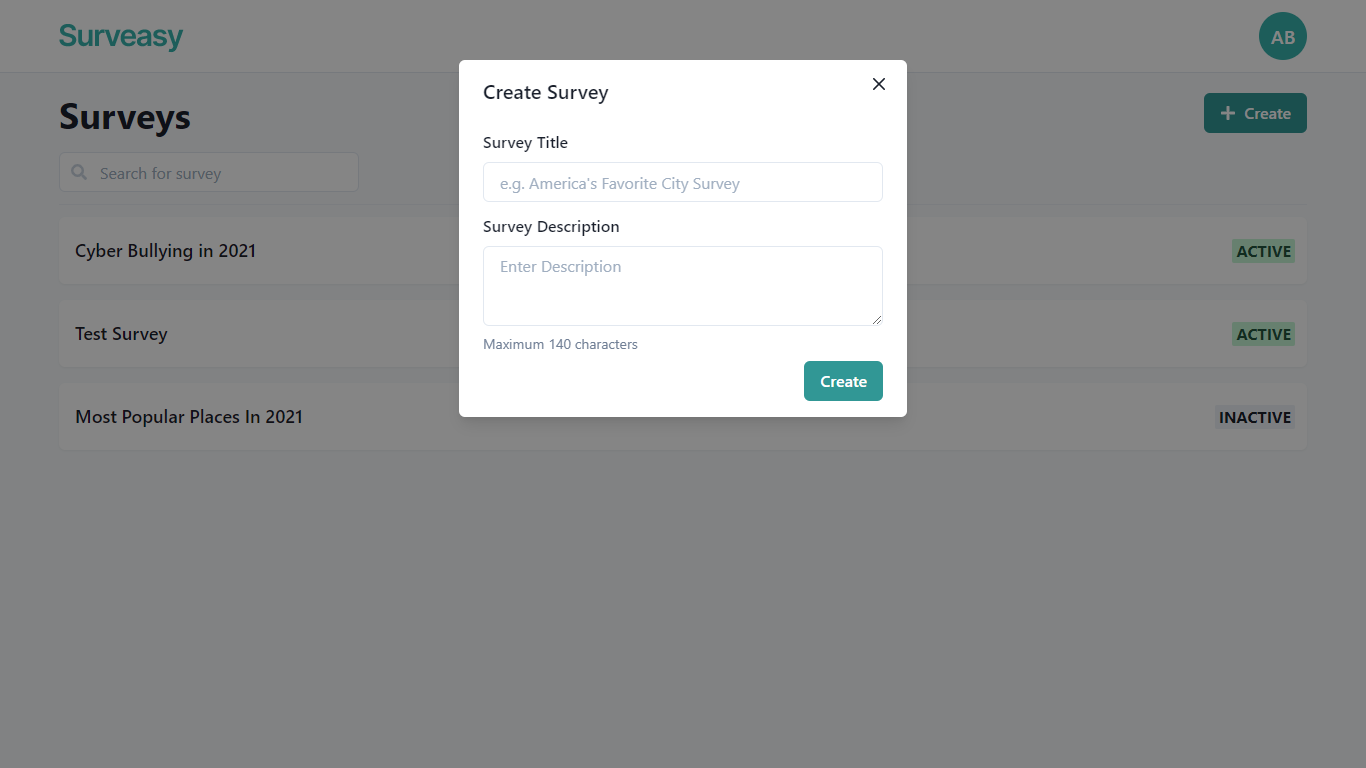 Surveasy
AB
Surveys
Create
Search for survey
Cyber Bullying in 2021
ACTIVE
Test Survey
ACTIVE
Most Popular Places In 2021
INACTIVE
Create Survey
Survey Title
e.g. America's Favorite City Survey
Survey Description
Enter Description
Maximum 140 characters
Create